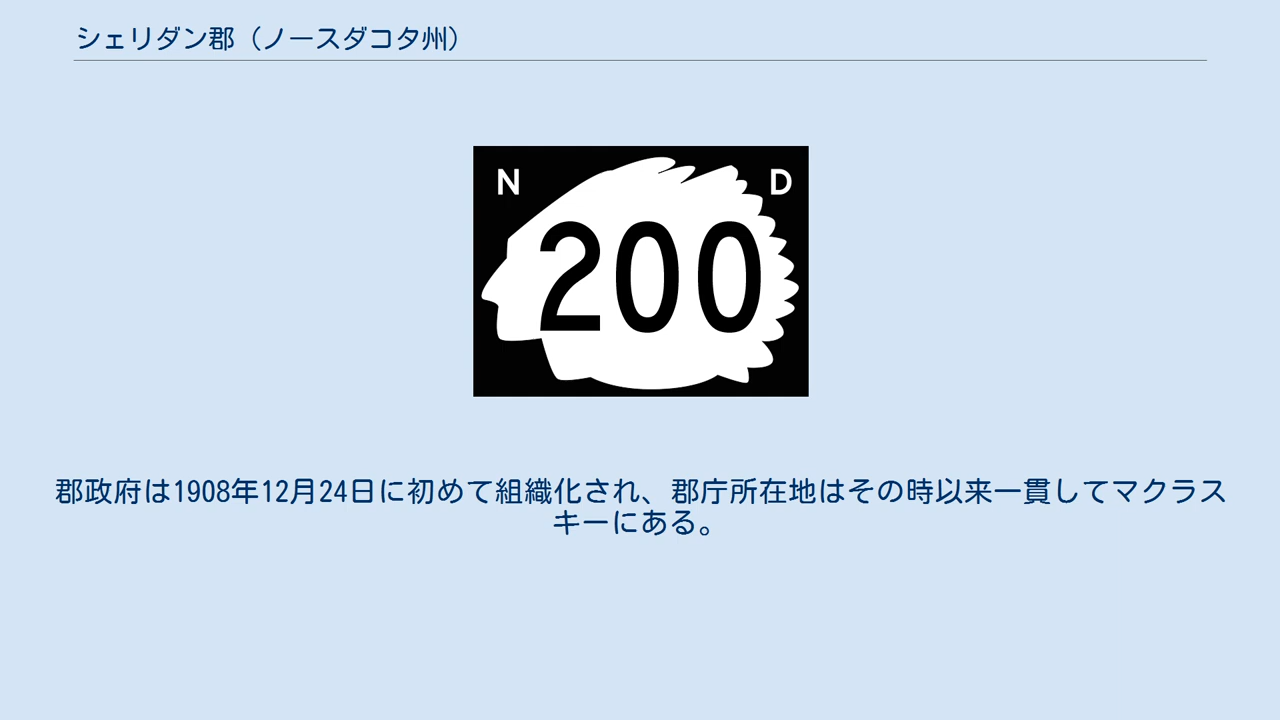 シェリダン郡（ノースダコタ州）
N D
200
郡政府は1908年12月24日に初めて組織化され、郡庁所在地はその時以来一貫してマクラス
キーにある。